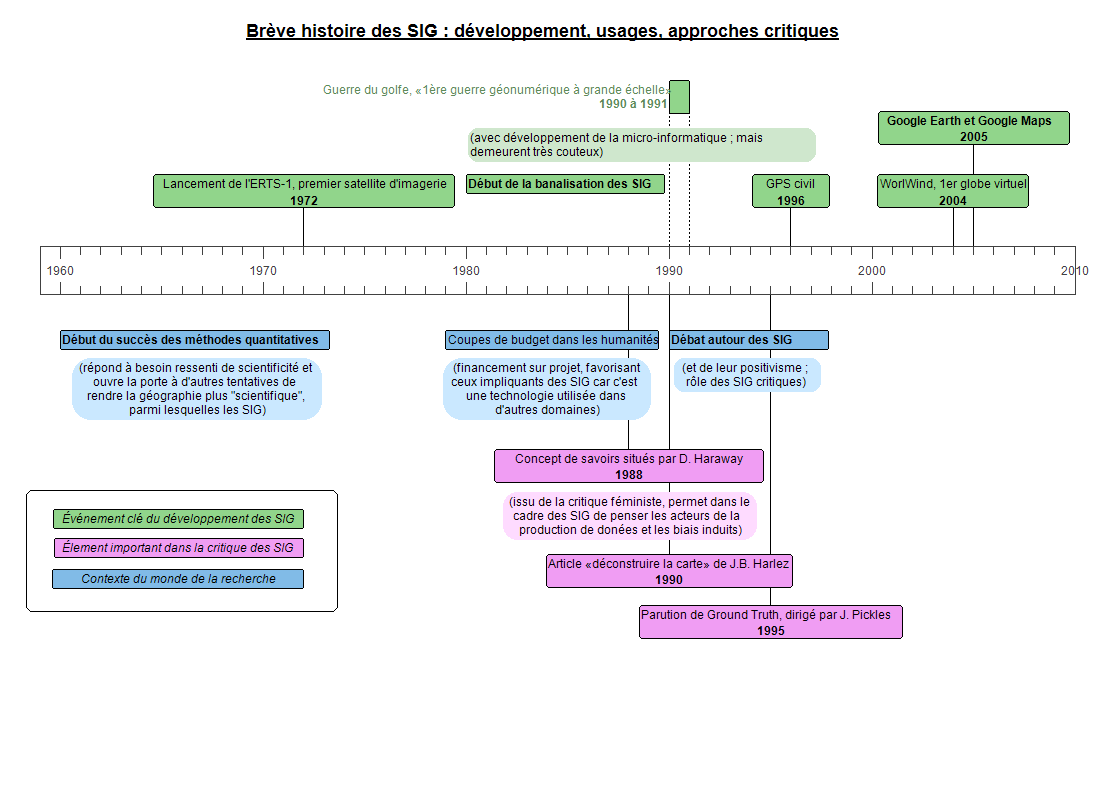 Brève histoire des SIG : développement, usages, approches critiques
Guerre du golfe, «1ère guerre géonumérique à grande échelle»
1990 à 1991
(avec développement de la micro-informatique ; mais
demeurent très couteux)
Google Earth et Google Maps
2005
Lancement de l'ERTS-1, premier satellite d'imagerie
1972
Début de la banalisation des SIG
GPS civil
1996
WorlWind, 1er globe virtuel
2004
1960 1970 1980 1990 2000 2010
Début du succès des méthodes quantitatives
(répond à besoin ressenti de scientificité et
ouvre la porte à d'autres tentatives de
rendre la géographie plus "scientifique",
parmi lesquelles les SIG)
Coupes de budget dans les humanités
(financement sur projet, favorisant
ceux impliquants des SIG car c'est
une technologie utilisée dans
d'autres domaines)
Débat autour des SIG
(et de leur positivisme ;
rôle des SIG critiques)
Concept de savoirs situés par D. Haraway
1988
(issu de la critique féministe, permet dans le
cadre des SIG de penser les acteurs de la
production de donées et les biais induits)
Article «déconstruire la carte» de J.B. Harlez
1990
Parution de Ground Truth, dirigé par J. Pickles
1995
Événement clé du développement des SIG
Élement important dans la critique des SIG
Contexte du monde de la recherche